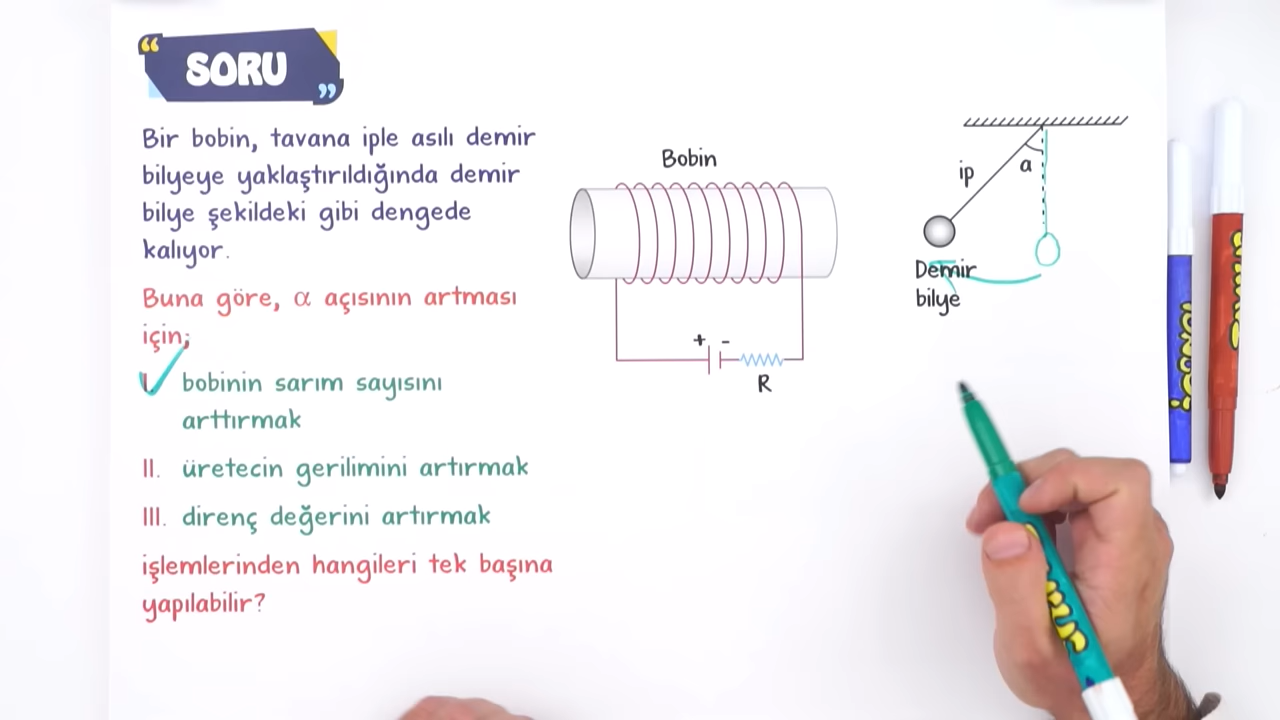 “ SORU ”
Bir bobin, tavana iple asılı demir
bilyeye yaklaştırıldığında demir
bilye şekildeki gibi dengede
kalıyor.
Buna göre, α açısının artması
için;
I. bobinin sarım sayısını
arttırmak
II. üretecin gerilimini artırmak
III. direnç değerini artırmak
işlemlerinden hangileri tek başına
yapılabilir?
Bobin
+ -
R
ip
α
Demir
bilye